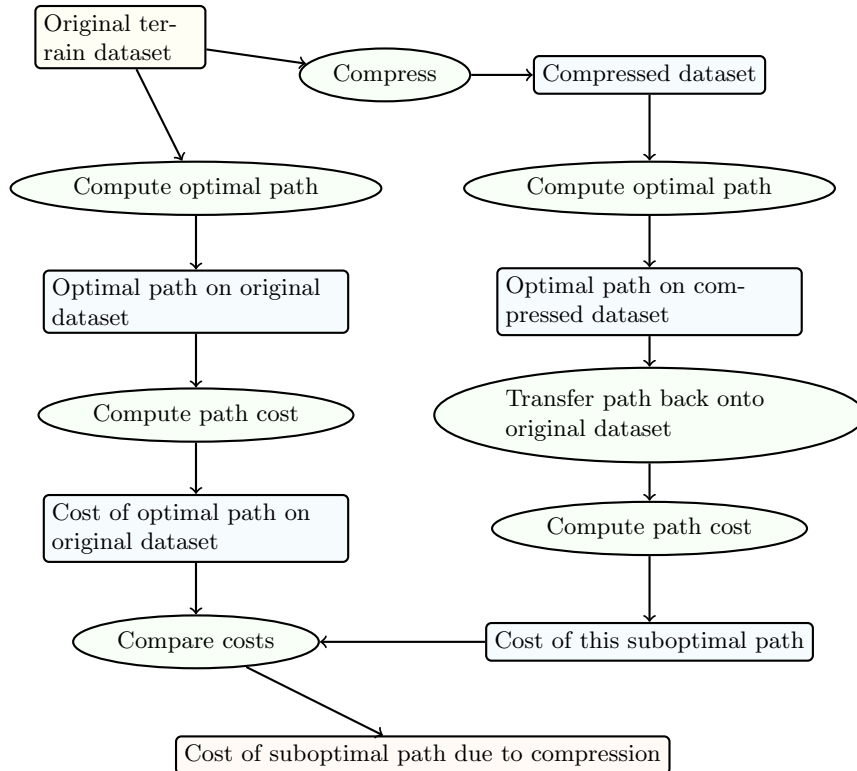 Original ter-
rain dataset
Compress
Compressed dataset
Compute optimal path
Compute optimal path
Optimal path on original
dataset
Optimal path on com-
pressed dataset
Compute path cost
Transfer path back onto
original dataset
Cost of optimal path on
original dataset
Compute path cost
Compare costs
Cost of this suboptimal path
Cost of suboptimal path due to compression